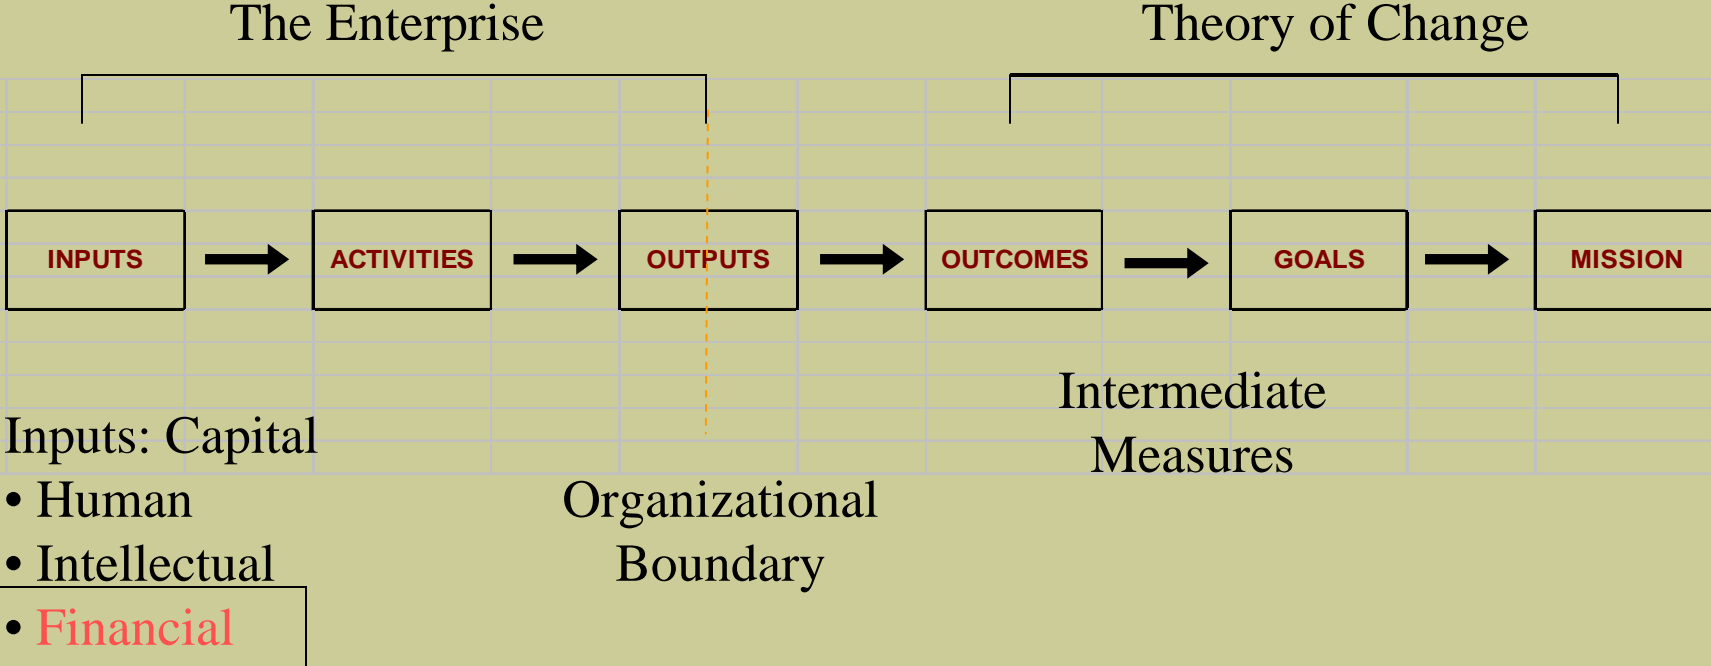 The Enterprise
Theory of Change
INPUTS
ACTIVITIES
OUTPUTS
OUTCOMES
GOALS
MISSION
Intermediate
Measures
Inputs: Capital
• Human
• Intellectual
• Financial
Organizational
Boundary